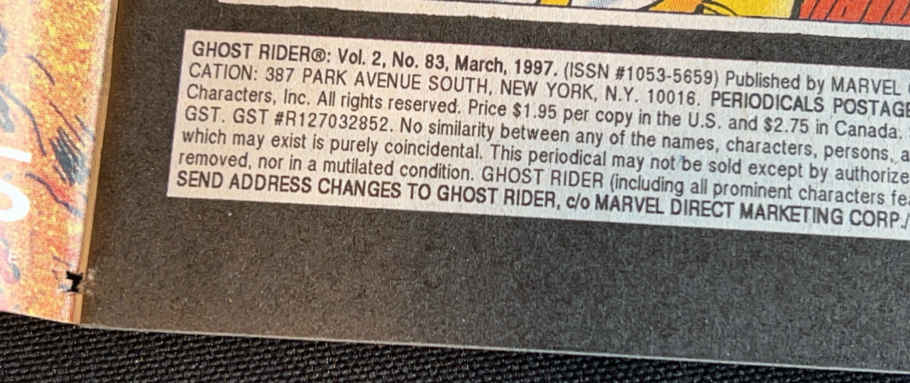 GHOST RIDER®: Vol. 2, No. 83, March, 1997. (ISSN #1053-5659) Published by MARVEL
CATION: 387 PARK AVENUE SOUTH, NEW YORK, N.Y. 10016. PERIODICALS POSTAGE
Characters, Inc. All rights reserved. Price $1.95 per copy in the U.S. and $2.75 in Canada.
GST. GST #R127032852. No similarity between any of the names, characters, persons, a
which may exist is purely coincidental. This periodical may not be sold except by authorize
removed, nor in a mutilated condition. GHOST RIDER (including all prominent characters fea
SEND ADDRESS CHANGES TO GHOST RIDER, c/o MARVEL DIRECT MARKETING CORP./